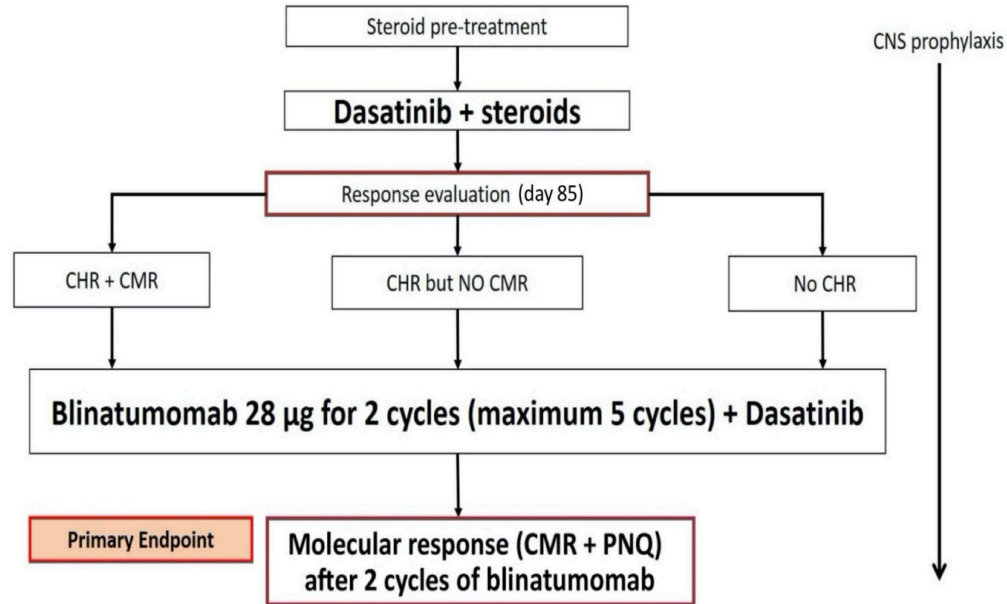 Steroid pre-treatment
CNS prophylaxis
Dasatinib + steroids
Response evaluation (day 85)
CHR + CMR
CHR but NO CMR
No CHR
Blinatumomab 28 µg for 2 cycles (maximum 5 cycles) + Dasatinib
Primary Endpoint
Molecular response (CMR + PNQ)
after 2 cycles of blinatumomab